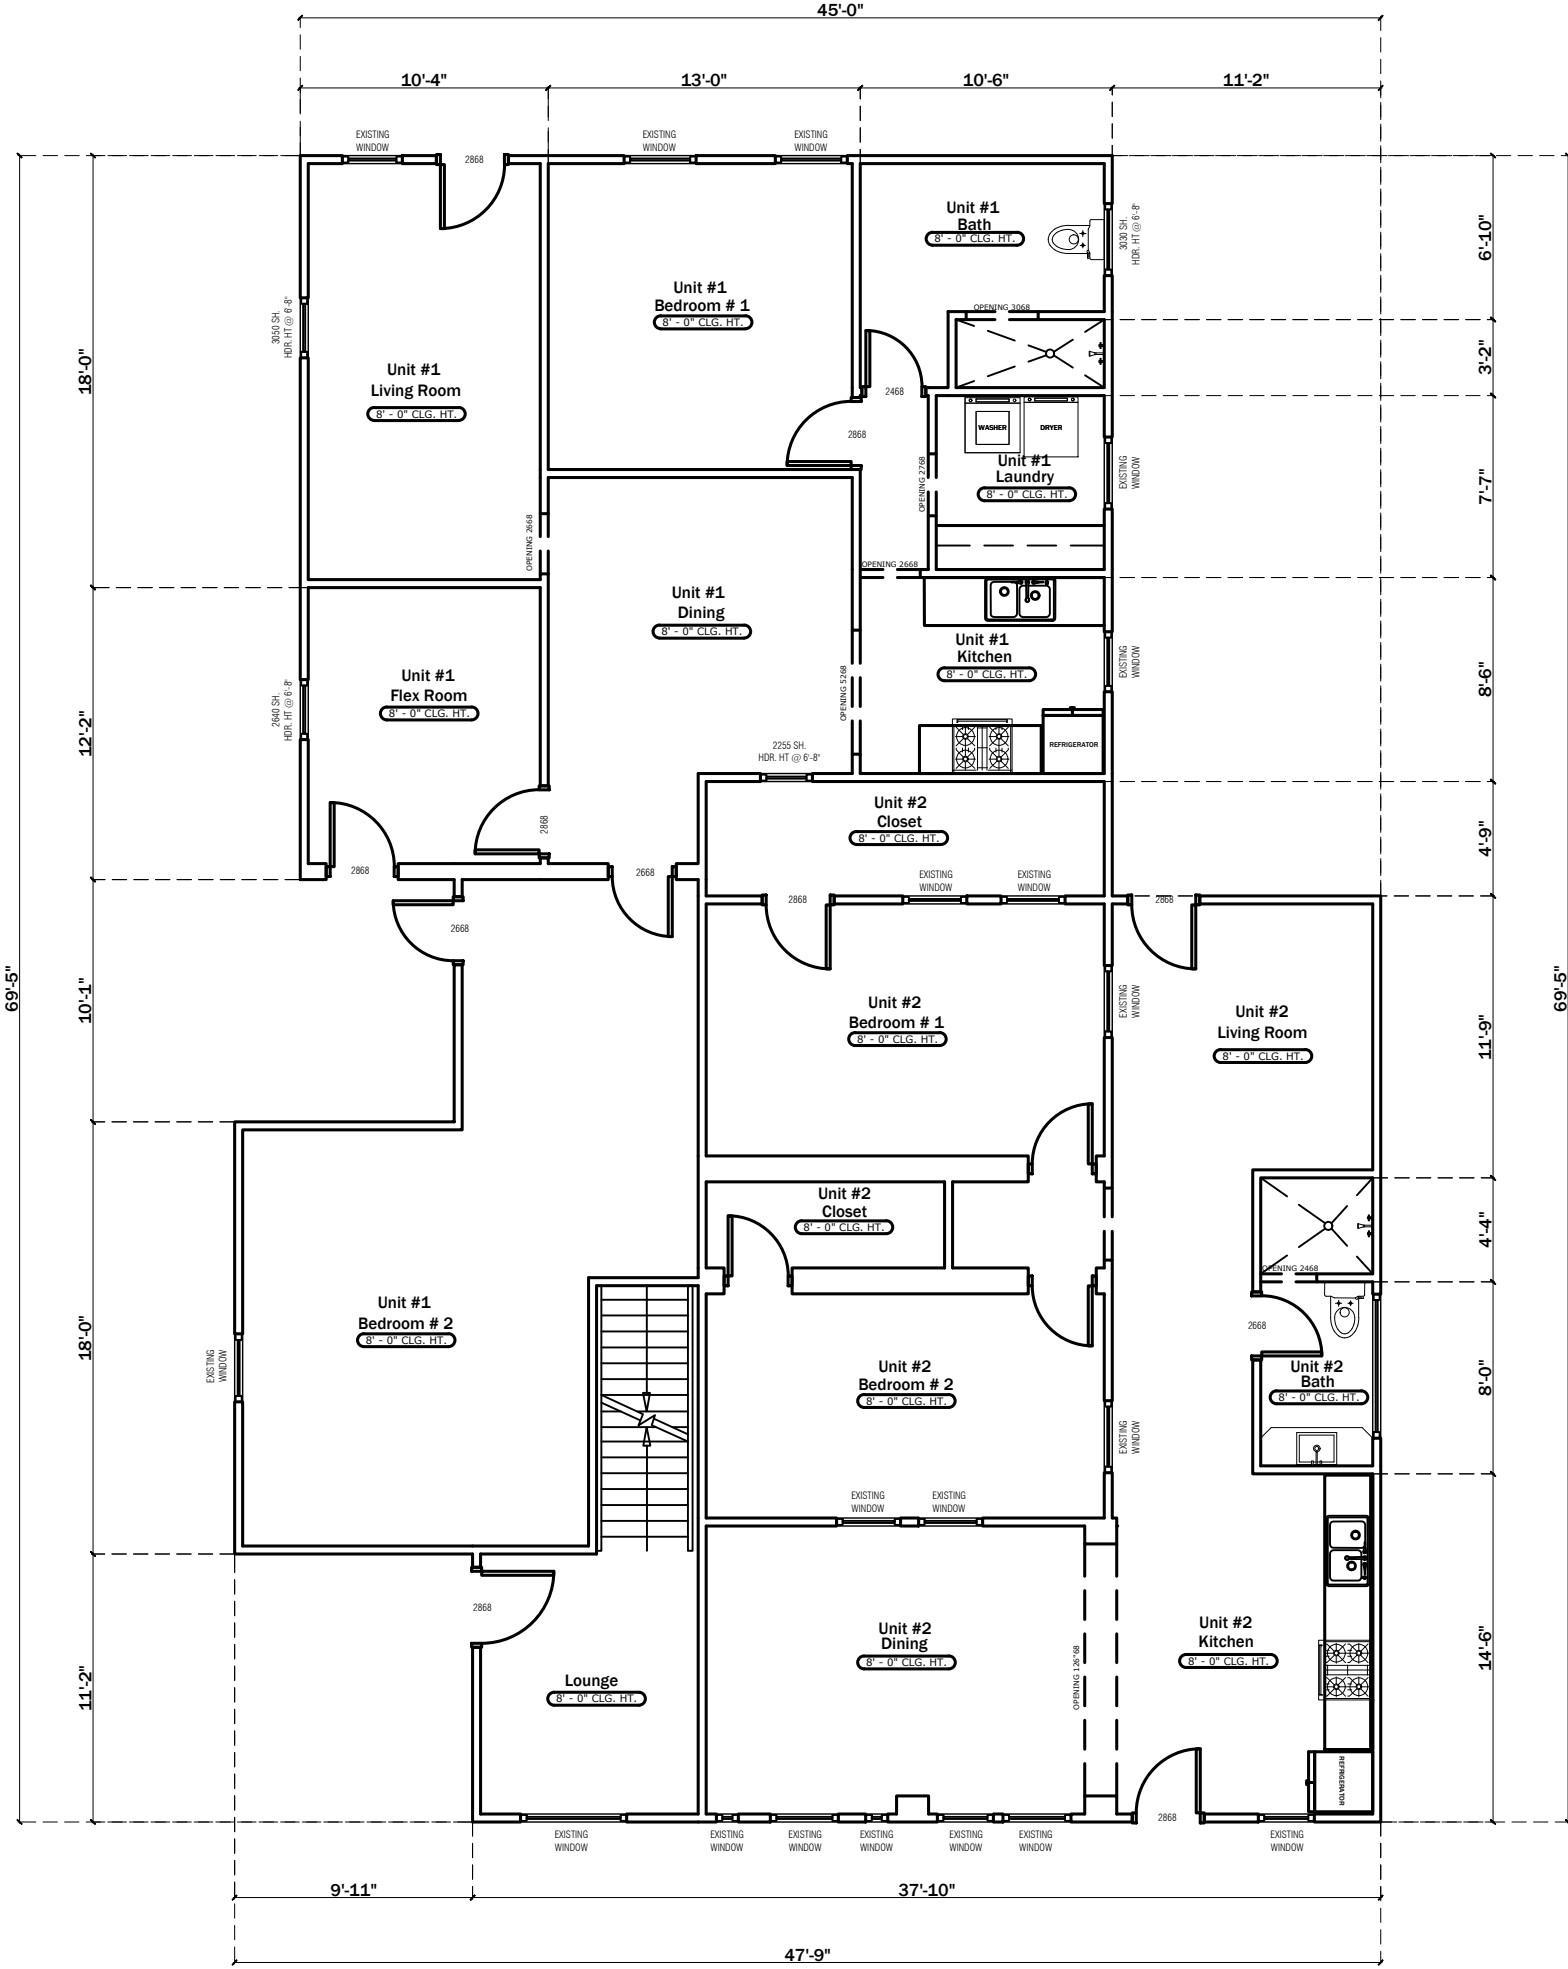 45'-0"
10'-4"
13'-0"
10'-6"
11'-2"
EXISTING
WINDOW
2868
EXISTING
WINDOW
EXISTING
WINDOW
Unit #1
Bath
8' - 0" CLG. HT.
3030 SH.
HDR. HT @ 6'-8"
6'-10"
Unit #1
Bedroom # 1
8' - 0" CLG. HT.
OPENING 3068
3050 SH.
HDR. HT @ 6'-8"
18'-0"
Unit #1
Living Room
8' - 0" CLG. HT.
3'-2"
2468
2868
WASHER
DRYER
Unit #1
Laundry
8' - 0" CLG. HT.
OPENING 2768
EXISTING
WINDOW
7'-7"
OPENING 2668
OPENING 2668
Unit #1
Dining
8' - 0" CLG. HT.
Unit #1
Kitchen
8' - 0" CLG. HT.
EXISTING
WINDOW
8'-6"
Unit #1
Flex Room
8' - 0" CLG. HT.
2640 SH.
HDR. HT @ 6'-8"
12'-2"
OPENING 5268
REFRIGERATOR
2255 SH.
HDR. HT @ 6'-8"
Unit #2
Closet
8' - 0" CLG. HT.
2868
4'-9"
2868
2668
EXISTING
WINDOW
EXISTING
WINDOW
2868
2868
2668
69'-5"
10'-1"
Unit #2
Bedroom # 1
8' - 0" CLG. HT.
EXISTING
WINDOW
Unit #2
Living Room
8' - 0" CLG. HT.
11'-9"
69'-5"
Unit #2
Closet
8' - 0" CLG. HT.
4'-4"
OPENING 2468
Unit #1
Bedroom # 2
8' - 0" CLG. HT.
EXISTING
WINDOW
18'-0"
2668
Unit #2
Bedroom # 2
8' - 0" CLG. HT.
Unit #2
Bath
8' - 0" CLG. HT.
8'-0"
EXISTING
WINDOW
EXISTING
WINDOW
EXISTING
WINDOW
2868
Unit #2
Dining
8' - 0" CLG. HT.
Unit #2
Kitchen
8' - 0" CLG. HT.
OPENING 126"68
14'-6"
Lounge
8' - 0" CLG. HT.
11'-2"
REFRIGERATOR
2868
EXISTING
WINDOW
EXISTING
WINDOW
EXISTING
WINDOW
EXISTING
WINDOW
EXISTING
WINDOW
EXISTING
WINDOW
EXISTING
WINDOW
9'-11"
37'-10"
47'-9"